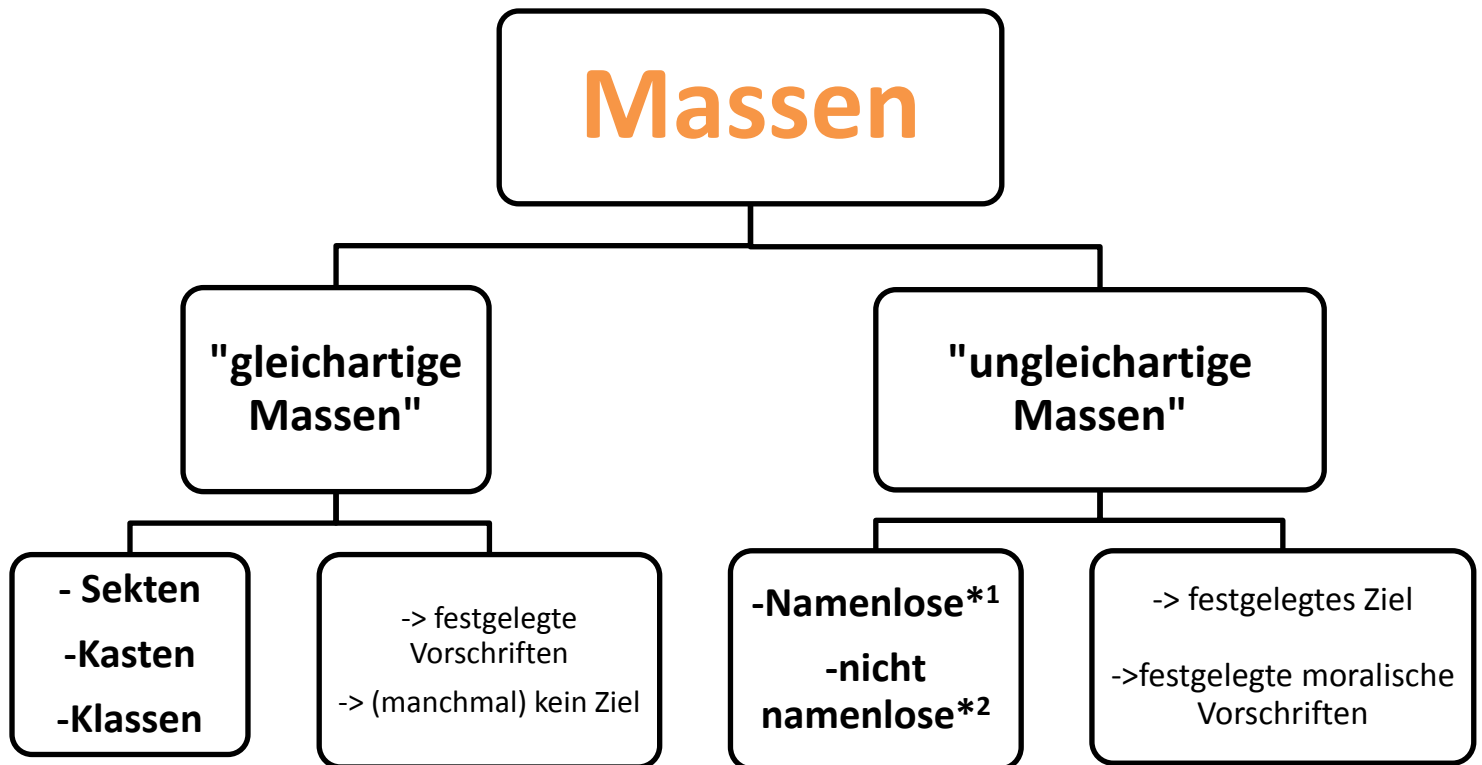 Massen
"gleichartige
Massen"
"ungleichartige
Massen"
- Sekten
-Kasten
-Klassen
-> festgelegte
Vorschriften
-> (manchmal) kein Ziel
-Namenlose*¹
-nicht
namenlose*²
-> festgelegtes Ziel
->festgelegte moralische
Vorschriften